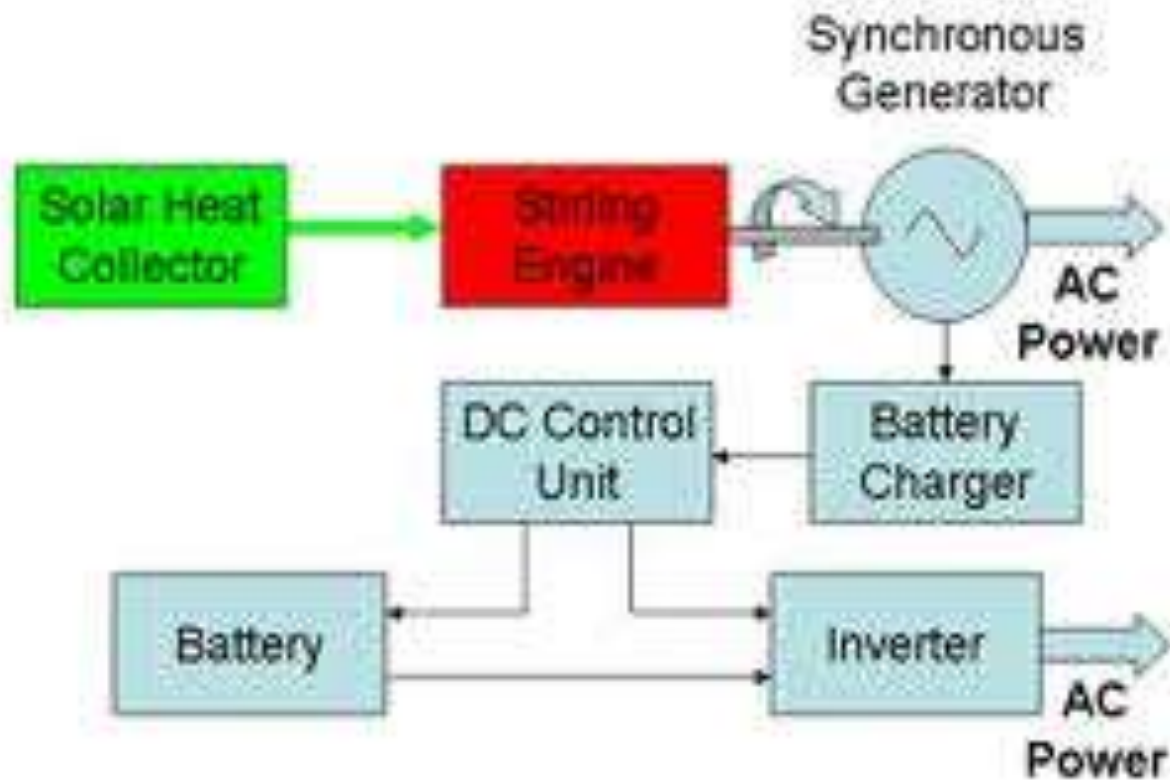 Synchronous
Generator
Solar Heat
Collector
Stirling
Engine
AC
Power
DC Control
Unit
Battery
Charger
Battery
Inverter
AC
Power